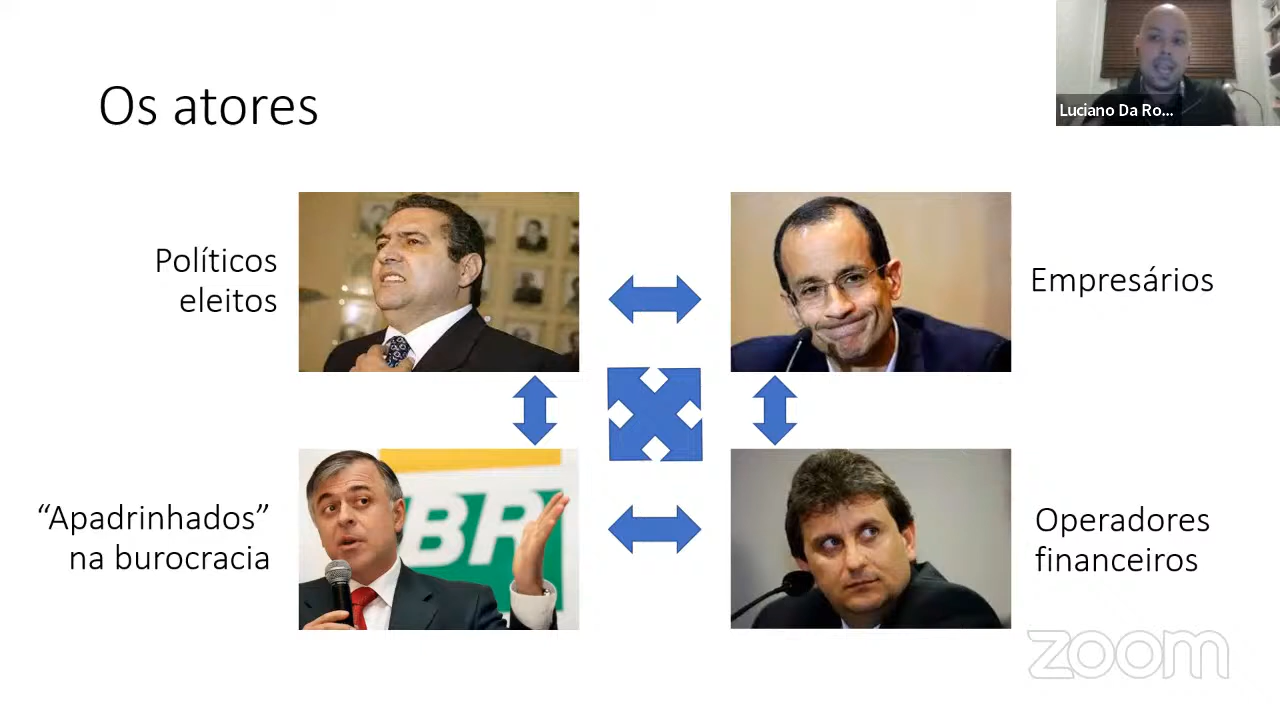 Os atores
Luciano Da Ro...
Políticos
eleitos
Empresários
“Apadrinhados”
na burocracia
BR
Operadores
financeiros
zoom